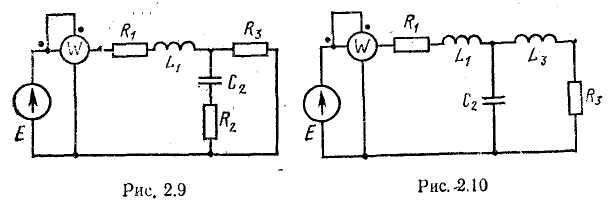 W R₁ L₁ R₃
C₂
R₂
E
Рис. 2.9
W R₁ L₁ L₃
C₂ R₃
E
Рис. 2.10